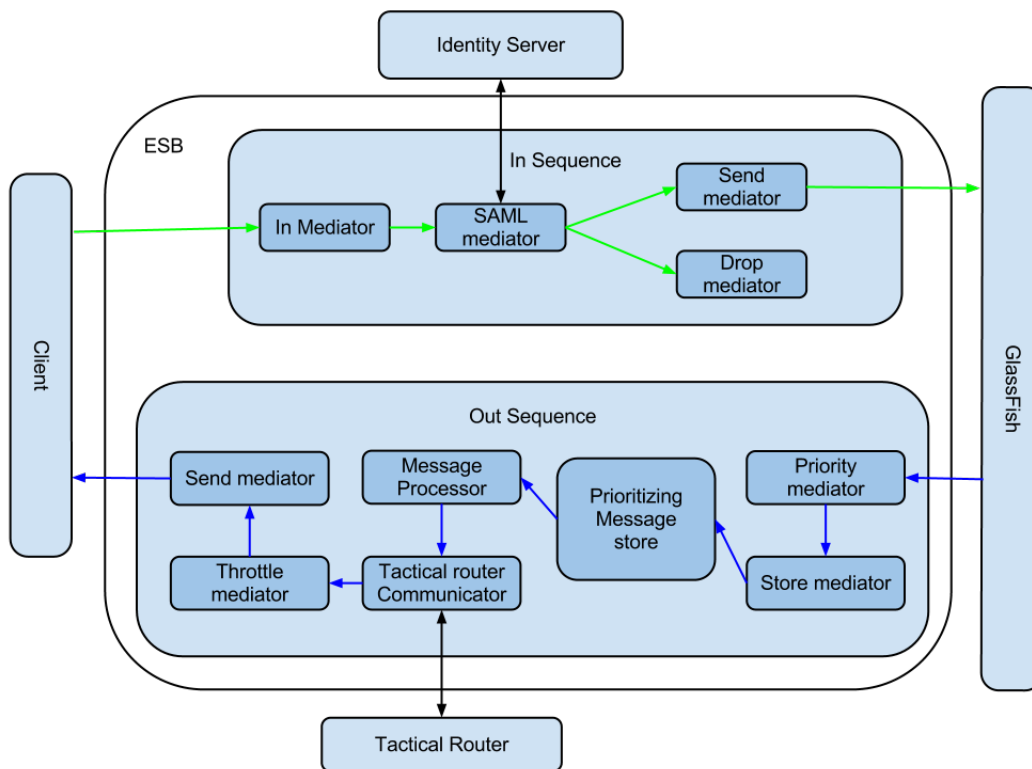 Identity Server
ESB
In Sequence
Send
mediator
In Mediator
SAML
mediator
Drop
mediator
Client
GlassFish
Out Sequence
Send mediator
Message
Processor
Prioritizing
Message
store
Priority
mediator
Throttle
mediator
Tactical router
Communicator
Store mediator
Tactical Router